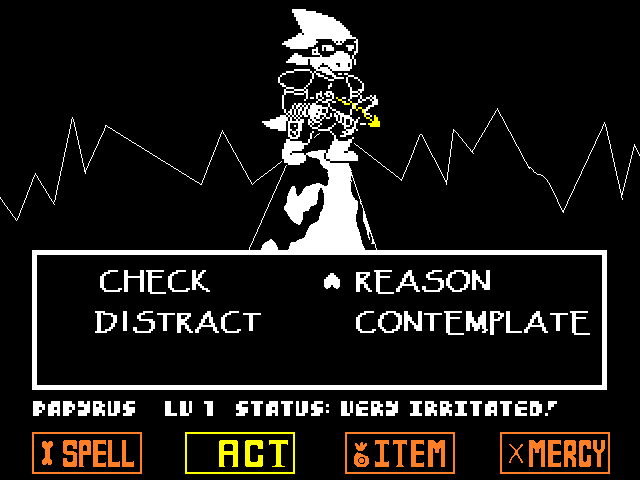 CHECK REASON
DISTRACT CONTEMPLATE
PAPYRUS LV 1 STATUS: VERY IRRITATED!
SPELL ACT ITEM MERCY